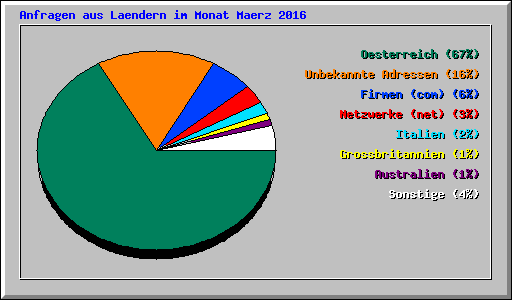 Anfragen aus Laendern im Monat Maerz 2016
Oesterreich (67%)
Unbekannte Adressen (16%)
Firmen (com) (6%)
Netzwerke (net) (3%)
Italien (2%)
Grossbritannien (1%)
Australien (1%)
Sonstige (4%)